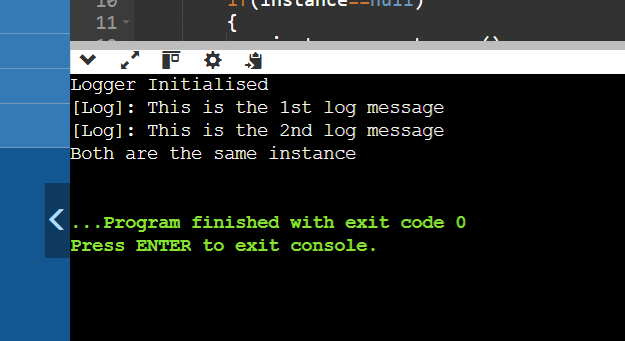 10 if(instance==null)
11 {
Logger Initialised
[Log]: This is the 1st log message
[Log]: This is the 2nd log message
Both are the same instance
...Program finished with exit code 0
Press ENTER to exit console.